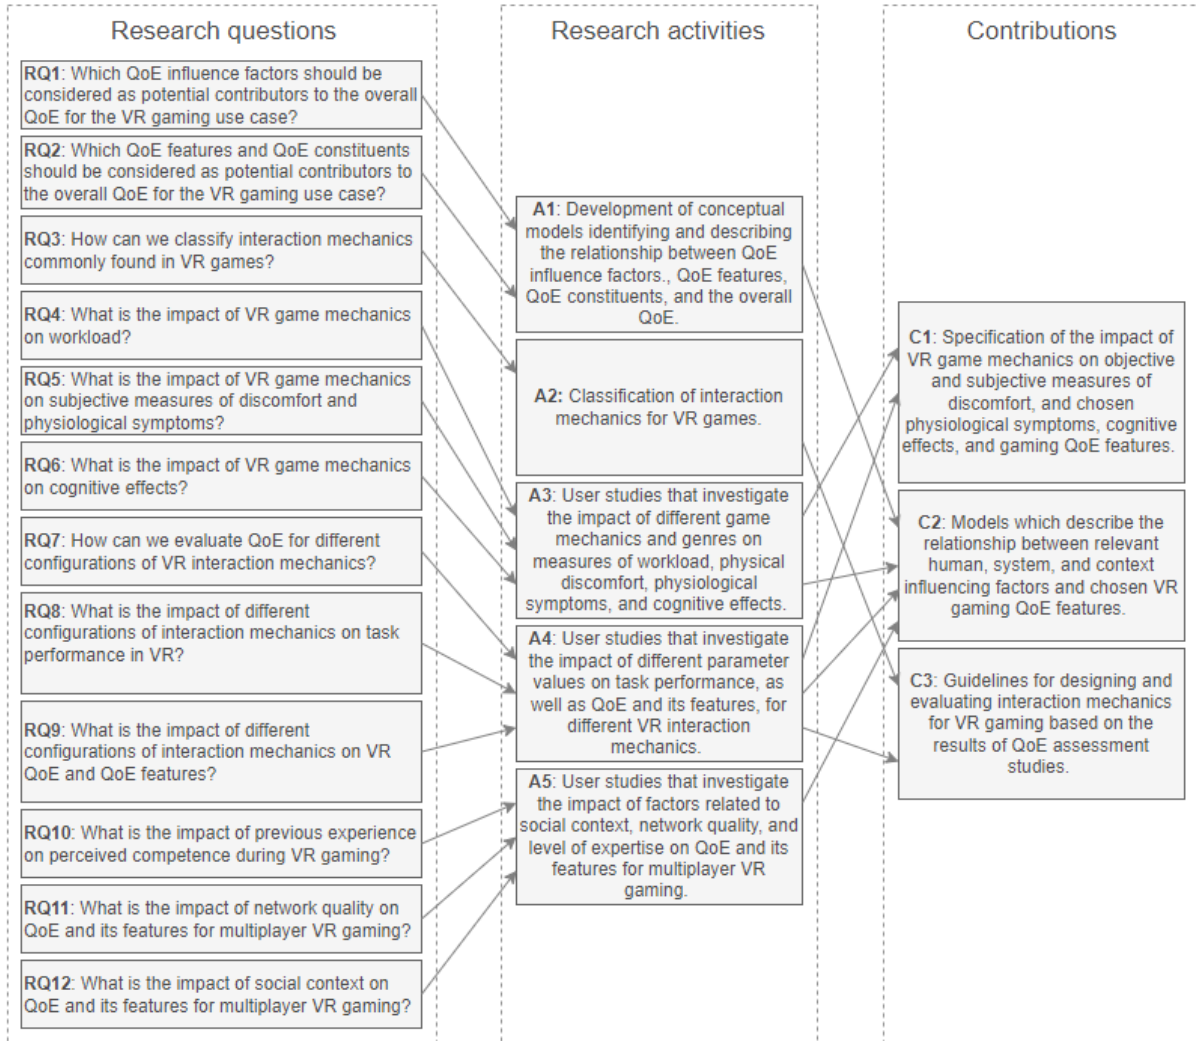 Research questions
RQ1: Which QoE influence factors should be
considered as potential contributors to the overall
QoE for the VR gaming use case?
RQ2: Which QoE features and QoE constituents
should be considered as potential contributors to
the overall QoE for the VR gaming use case?
RQ3: How can we classify interaction mechanics
commonly found in VR games?
RQ4: What is the impact of VR game mechanics
on workload?
RQ5: What is the impact of VR game mechanics
on subjective measures of discomfort and
physiological symptoms?
RQ6: What is the impact of VR game mechanics
on cognitive effects?
RQ7: How can we evaluate QoE for different
configurations of VR interaction mechanics?
RQ8: What is the impact of different
configurations of interaction mechanics on task
performance in VR?
RQ9: What is the impact of different
configurations of interaction mechanics on VR
QoE and QoE features?
RQ10: What is the impact of previous experience
on perceived competence during VR gaming?
RQ11: What is the impact of network quality on
QoE and its features for multiplayer VR gaming?
RQ12: What is the impact of social context on
QoE and its features for multiplayer VR gaming?
Research activities
A1: Development of conceptual
models identifying and describing
the relationship between QoE
influence factors., QoE features,
QoE constituents, and the overall
QoE.
A2: Classification of interaction
mechanics for VR games.
A3: User studies that investigate
the impact of different game
mechanics and genres on
measures of workload, physical
discomfort, physiological
symptoms, and cognitive effects.
A4: User studies that investigate
the impact of different parameter
values on task performance, as
well as QoE and its features, for
different VR interaction
mechanics.
A5: User studies that investigate
the impact of factors related to
social context, network quality, and
level of expertise on QoE and its
features for multiplayer VR
gaming.
Contributions
C1: Specification of the impact of
VR game mechanics on objective
and subjective measures of
discomfort, and chosen
physiological symptoms, cognitive
effects, and gaming QoE features.
C2: Models which describe the
relationship between relevant
human, system, and context
influencing factors and chosen VR
gaming QoE features.
C3: Guidelines for designing and
evaluating interaction mechanics
for VR gaming based on the
results of QoE assessment
studies.